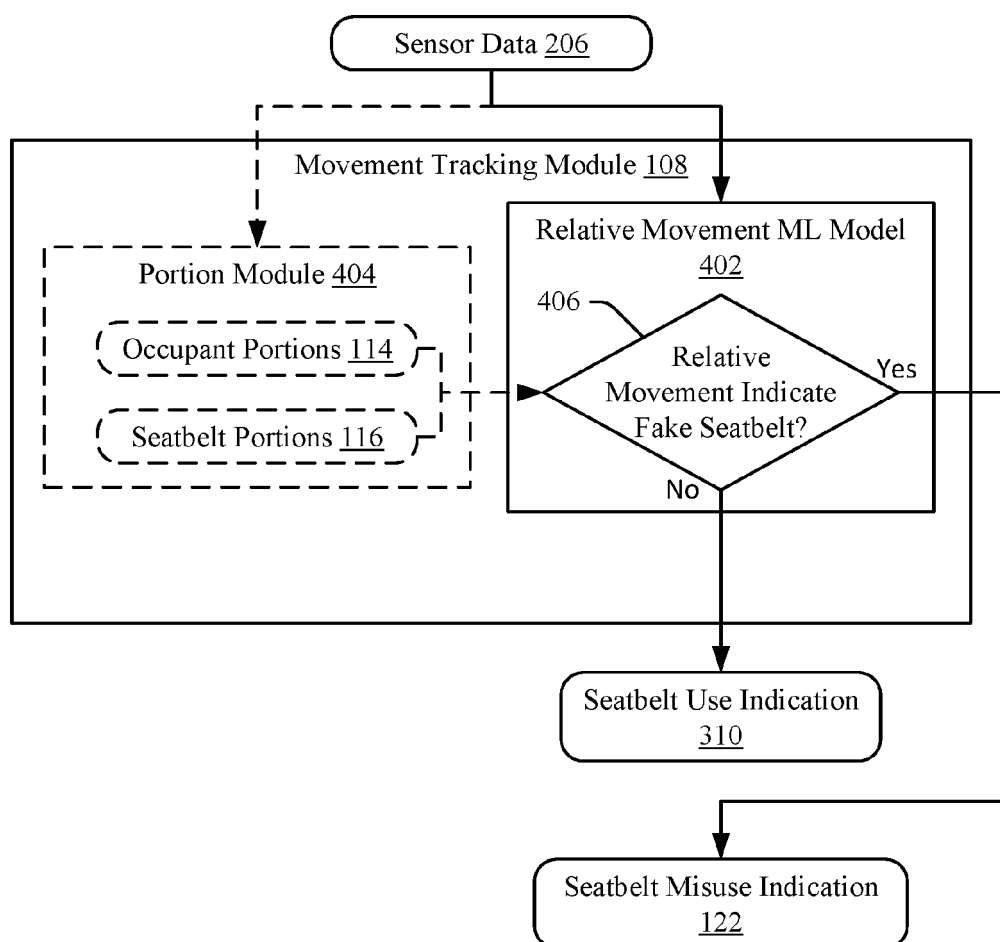 Sensor Data 206
Movement Tracking Module 108
Relative Movement ML Model
402
Portion Module 404
406
Occupant Portions 114
Relative
Movement Indicate
Fake Seatbelt?
Yes
Seatbelt Portions 116
No
Seatbelt Use Indication
310
Seatbelt Misuse Indication
122